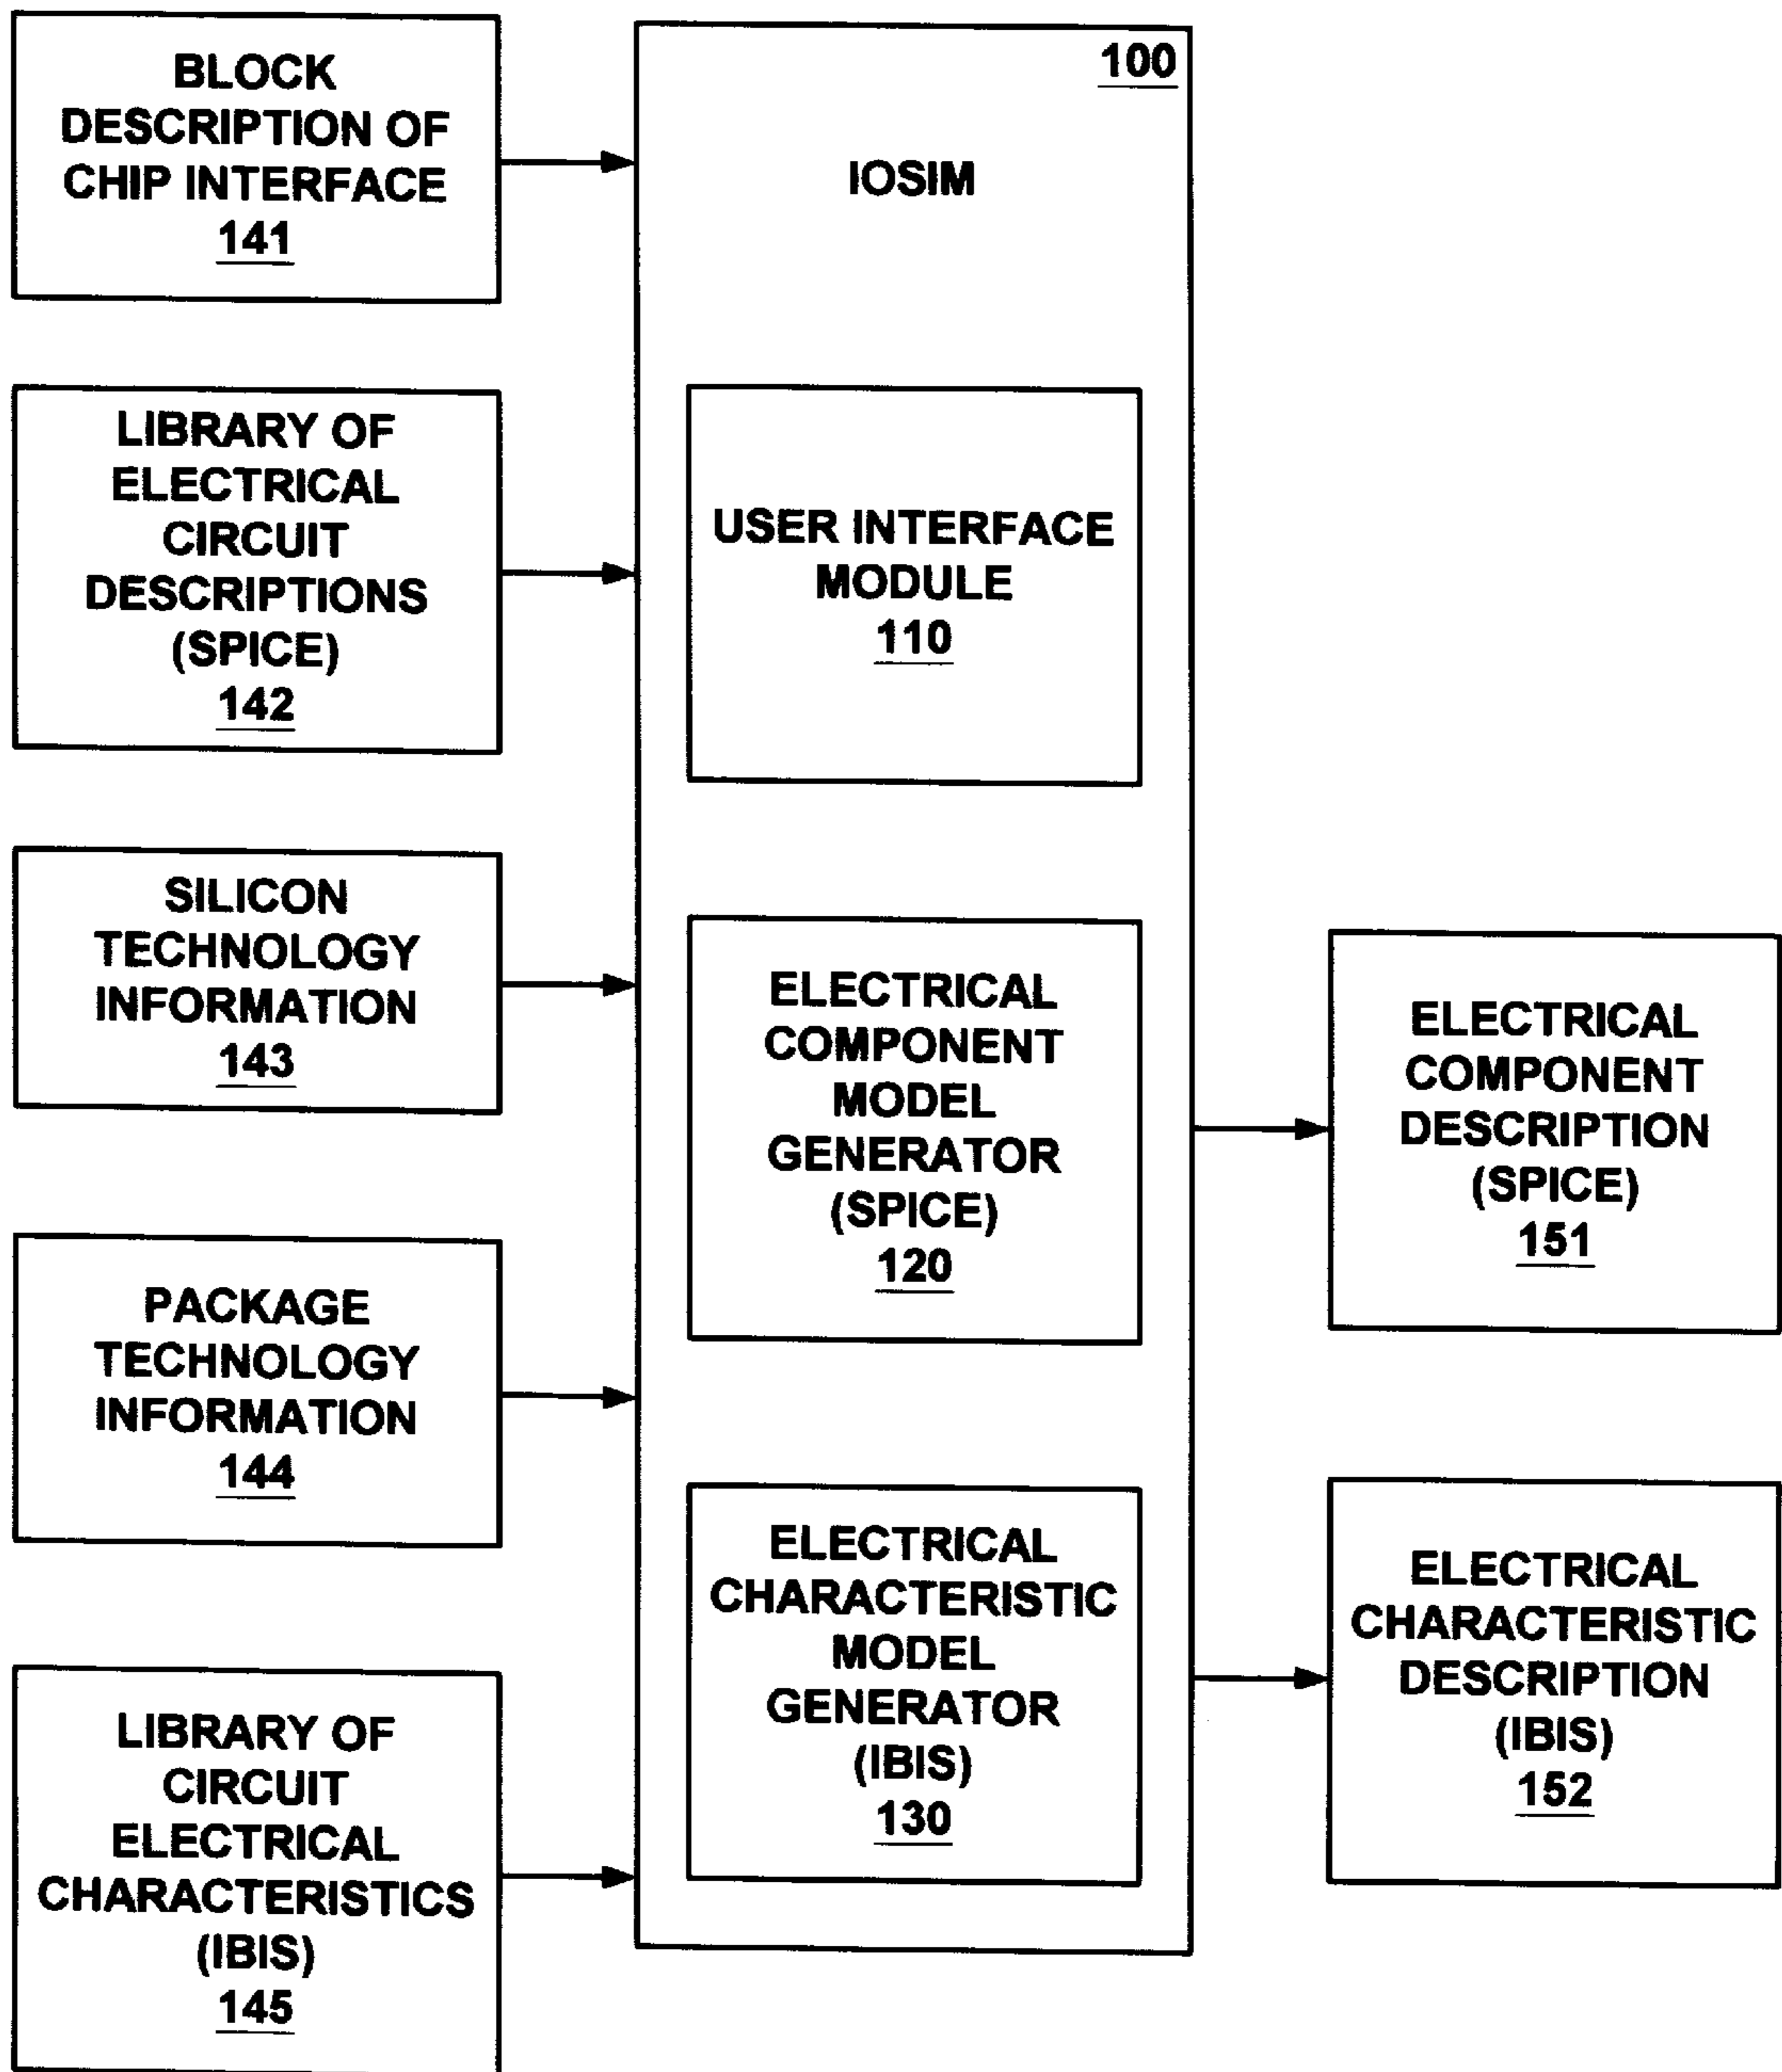 BLOCK
DESCRIPTION OF
CHIP INTERFACE
141
LIBRARY OF
ELECTRICAL
CIRCUIT
DESCRIPTIONS
(SPICE)
142
SILICON
TECHNOLOGY
INFORMATION
143
PACKAGE
TECHNOLOGY
INFORMATION
144
LIBRARY OF
CIRCUIT
ELECTRICAL
CHARACTERISTICS
(IBIS)
145
100
IOSIM
USER INTERFACE
MODULE
110
ELECTRICAL
COMPONENT
MODEL
GENERATOR
(SPICE)
120
ELECTRICAL
CHARACTERISTIC
MODEL
GENERATOR
(IBIS)
130
ELECTRICAL
COMPONENT
DESCRIPTION
(SPICE)
151
ELECTRICAL
CHARACTERISTIC
DESCRIPTION
(IBIS)
152